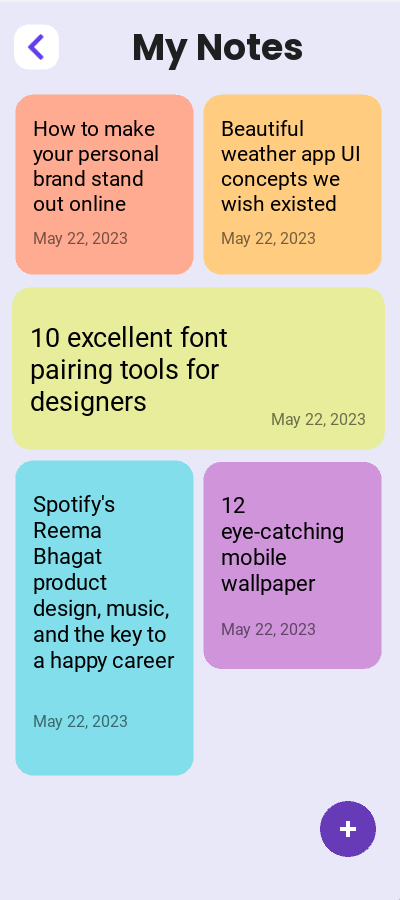 My Notes
How to make
your personal
brand stand
out online
May 22, 2023
Beautiful
weather app UI
concepts we
wish existed
May 22, 2023
10 excellent font
pairing tools for
designers
May 22, 2023
Spotify's
Reema
Bhagat
product
design, music,
and the key to
a happy career
May 22, 2023
12
eye-catching
mobile
wallpaper
May 22, 2023
+